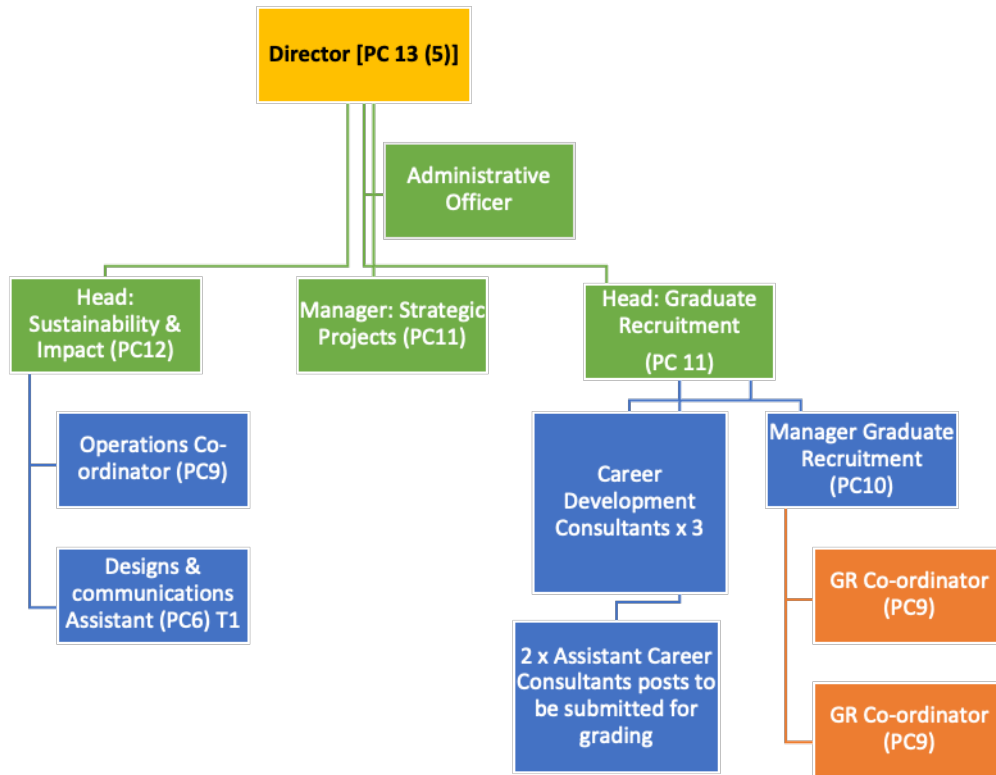 Director [PC 13 (5)]
Administrative
Officer
Head:
Sustainability &
Impact (PC12)
Manager: Strategic
Projects (PC11)
Head: Graduate
Recruitment
(PC 11)
Operations Co-
ordinator (PC9)
Designs &
communications
Assistant (PC6) T1
Career
Development
Consultants x 3
2 x Assistant Career
Consultants posts to
be submitted for
grading
Manager Graduate
Recruitment
(PC10)
GR Co-ordinator
(PC9)
GR Co-ordinator
(PC9)